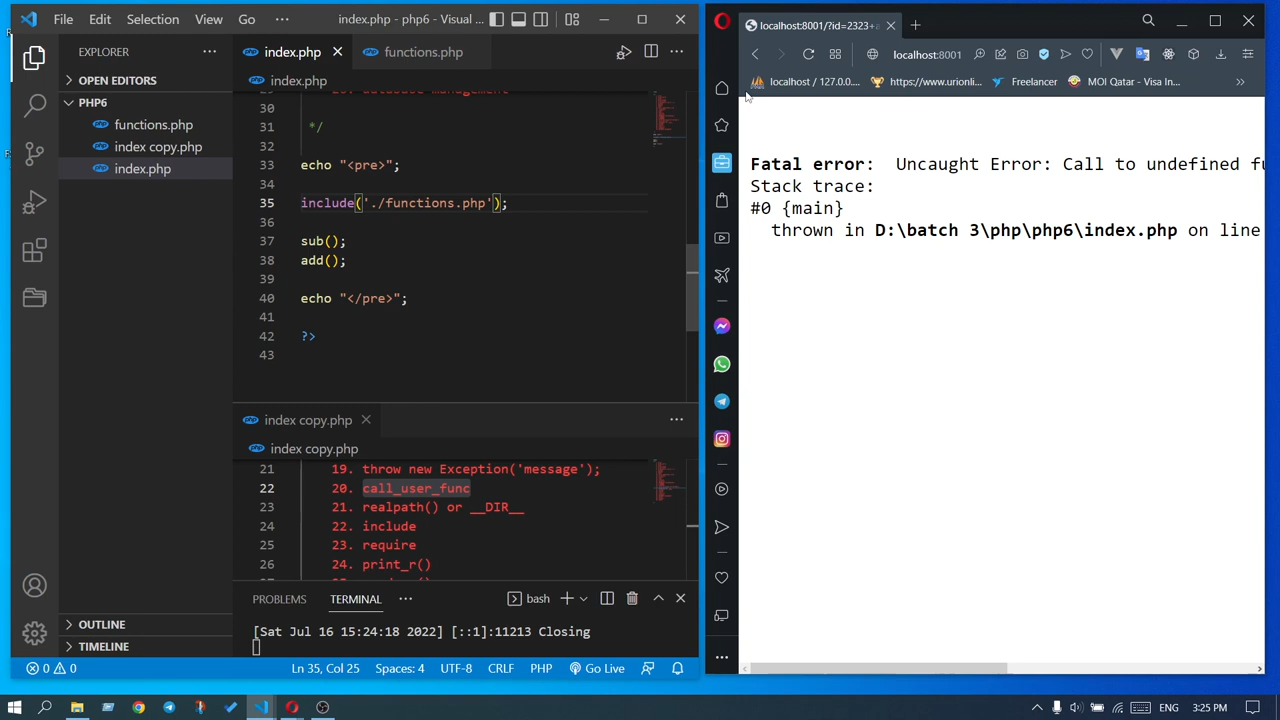 File Edit Selection View Go ··· index.php - php6 - Visual ...
EXPLORER
OPEN EDITORS
PHP6
functions.php
index copy.php
index.php
OUTLINE
TIMELINE
index.php functions.php
index.php
30
31 */
32
33 echo "<pre>";
34
35 include('./functions.php');
36
37 sub();
38 add();
39
40 echo "</pre>";
41
42 ?>
43
index copy.php
index copy.php
21 19. throw new Exception('message');
22 20. call_user_func
23 21. realpath() or __DIR__
24 22. include
25 23. require
26 24. print_r()
PROBLEMS TERMINAL ··· bash
[Sat Jul 16 15:24:18 2022] [::1]:11213 Closing
0 0 Ln 35, Col 25 Spaces: 4 UTF-8 CRLF PHP Go Live
localhost:8001/?id=2323
localhost:8001
localhost / 127.0.0.... https://www.urionli... Freelancer MOI Qatar - Visa In...
Fatal error: Uncaught Error: Call to undefined fu
Stack trace:
#0 {main}
thrown in D:\batch 3\php\php6\index.php on line
ENG 3:25 PM